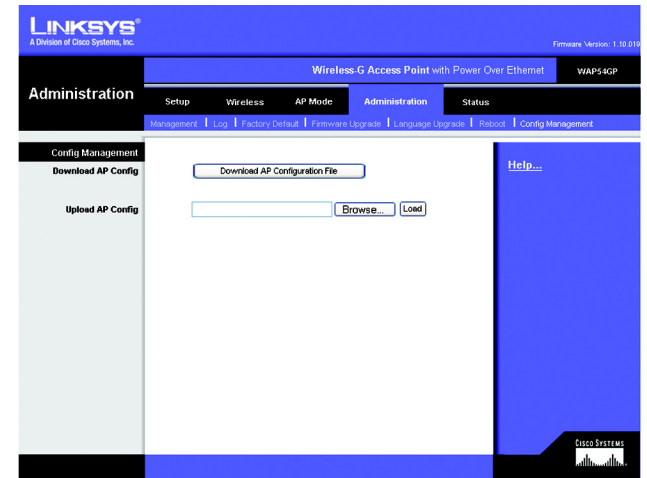 LINKSYS®
A Division of Cisco Systems, Inc.
Firmware Version: 1.10.019
Wireless-G Access Point with Power Over Ethernet WAP54GP
Administration
Setup Wireless AP Mode Administration Status
Management | Log | Factory Default | Firmware Upgrade | Language Upgrade | Reboot | Config Management
Config Management
Download AP Config Download AP Configuration File
Help...
Upload AP Config Browse... Load
CISCO SYSTEMS